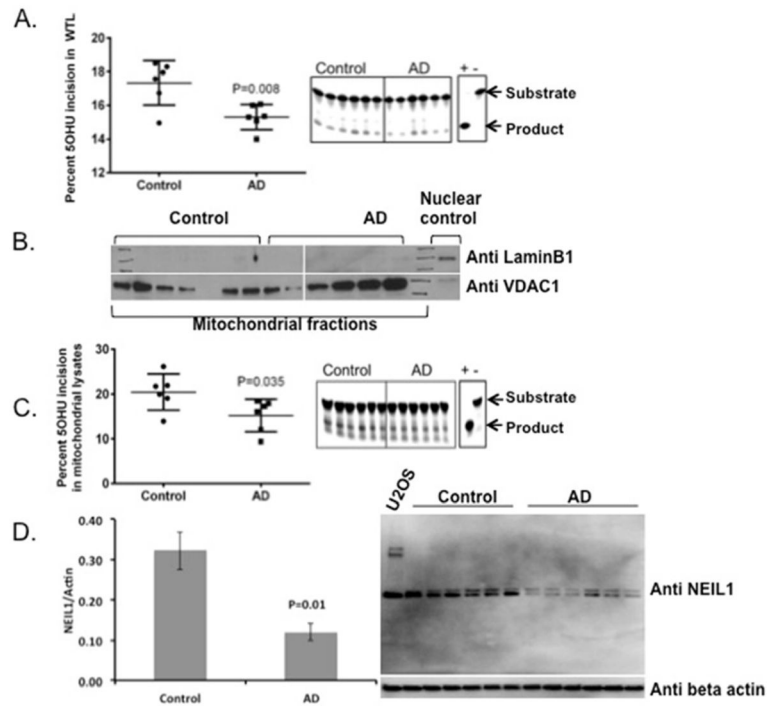 A.
Percent 5OHU incision in WTL
20
18
16
14
12
P=0.008
Control
AD
Control AD
+ -
Substrate
Product
B.
Control AD Nuclear control
Anti LaminB1
Anti VDAC1
Mitochondrial fractions
C.
Percent 5OHU incision
in mitochondrial lysates
30
20
10
0
P=0.035
Control
AD
Control AD
+ -
Substrate
Product
D.
NEIL1/Actin
0.40
0.30
0.20
0.10
0.00
P=0.01
Control
AD
U2OS
Control AD
Anti NEIL1
Anti beta actin